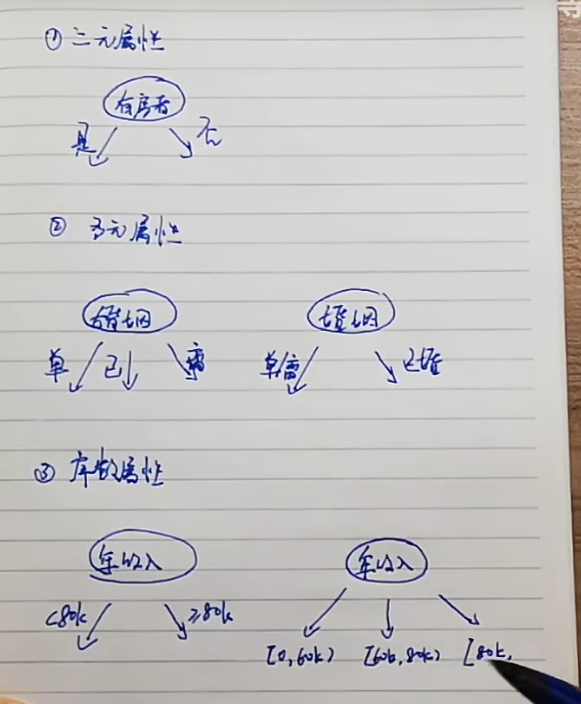 ① 二元属性
有房者
是 否
② 多元属性
婚姻 婚姻
单 已 离 单/离 已婚
③ 序数属性
年收入 年收入
<80k ≥80k
[0,60k) [60k,80k) [80k,